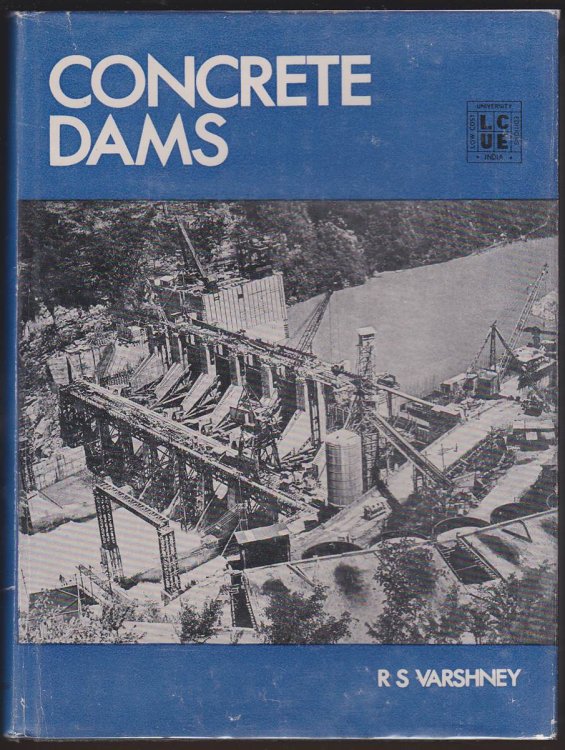 CONCRETE
DAMS
UNIVERSITY
LOW COST
LC
UE
EDITIONS
INDIA
R S VARSHNEY